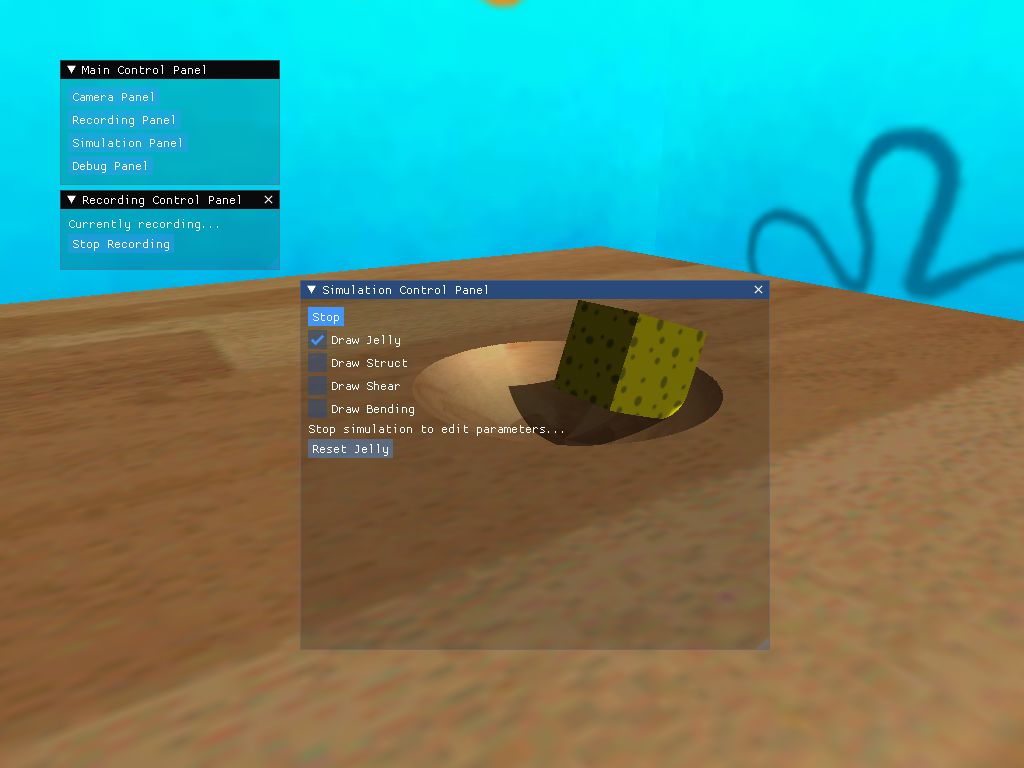 Main Control Panel
Camera Panel
Recording Panel
Simulation Panel
Debug Panel
Recording Control Panel
Currently recording...
Stop Recording
Simulation Control Panel
Stop
Draw Jelly
Draw Struct
Draw Shear
Draw Bending
Stop simulation to edit parameters...
Reset Jelly